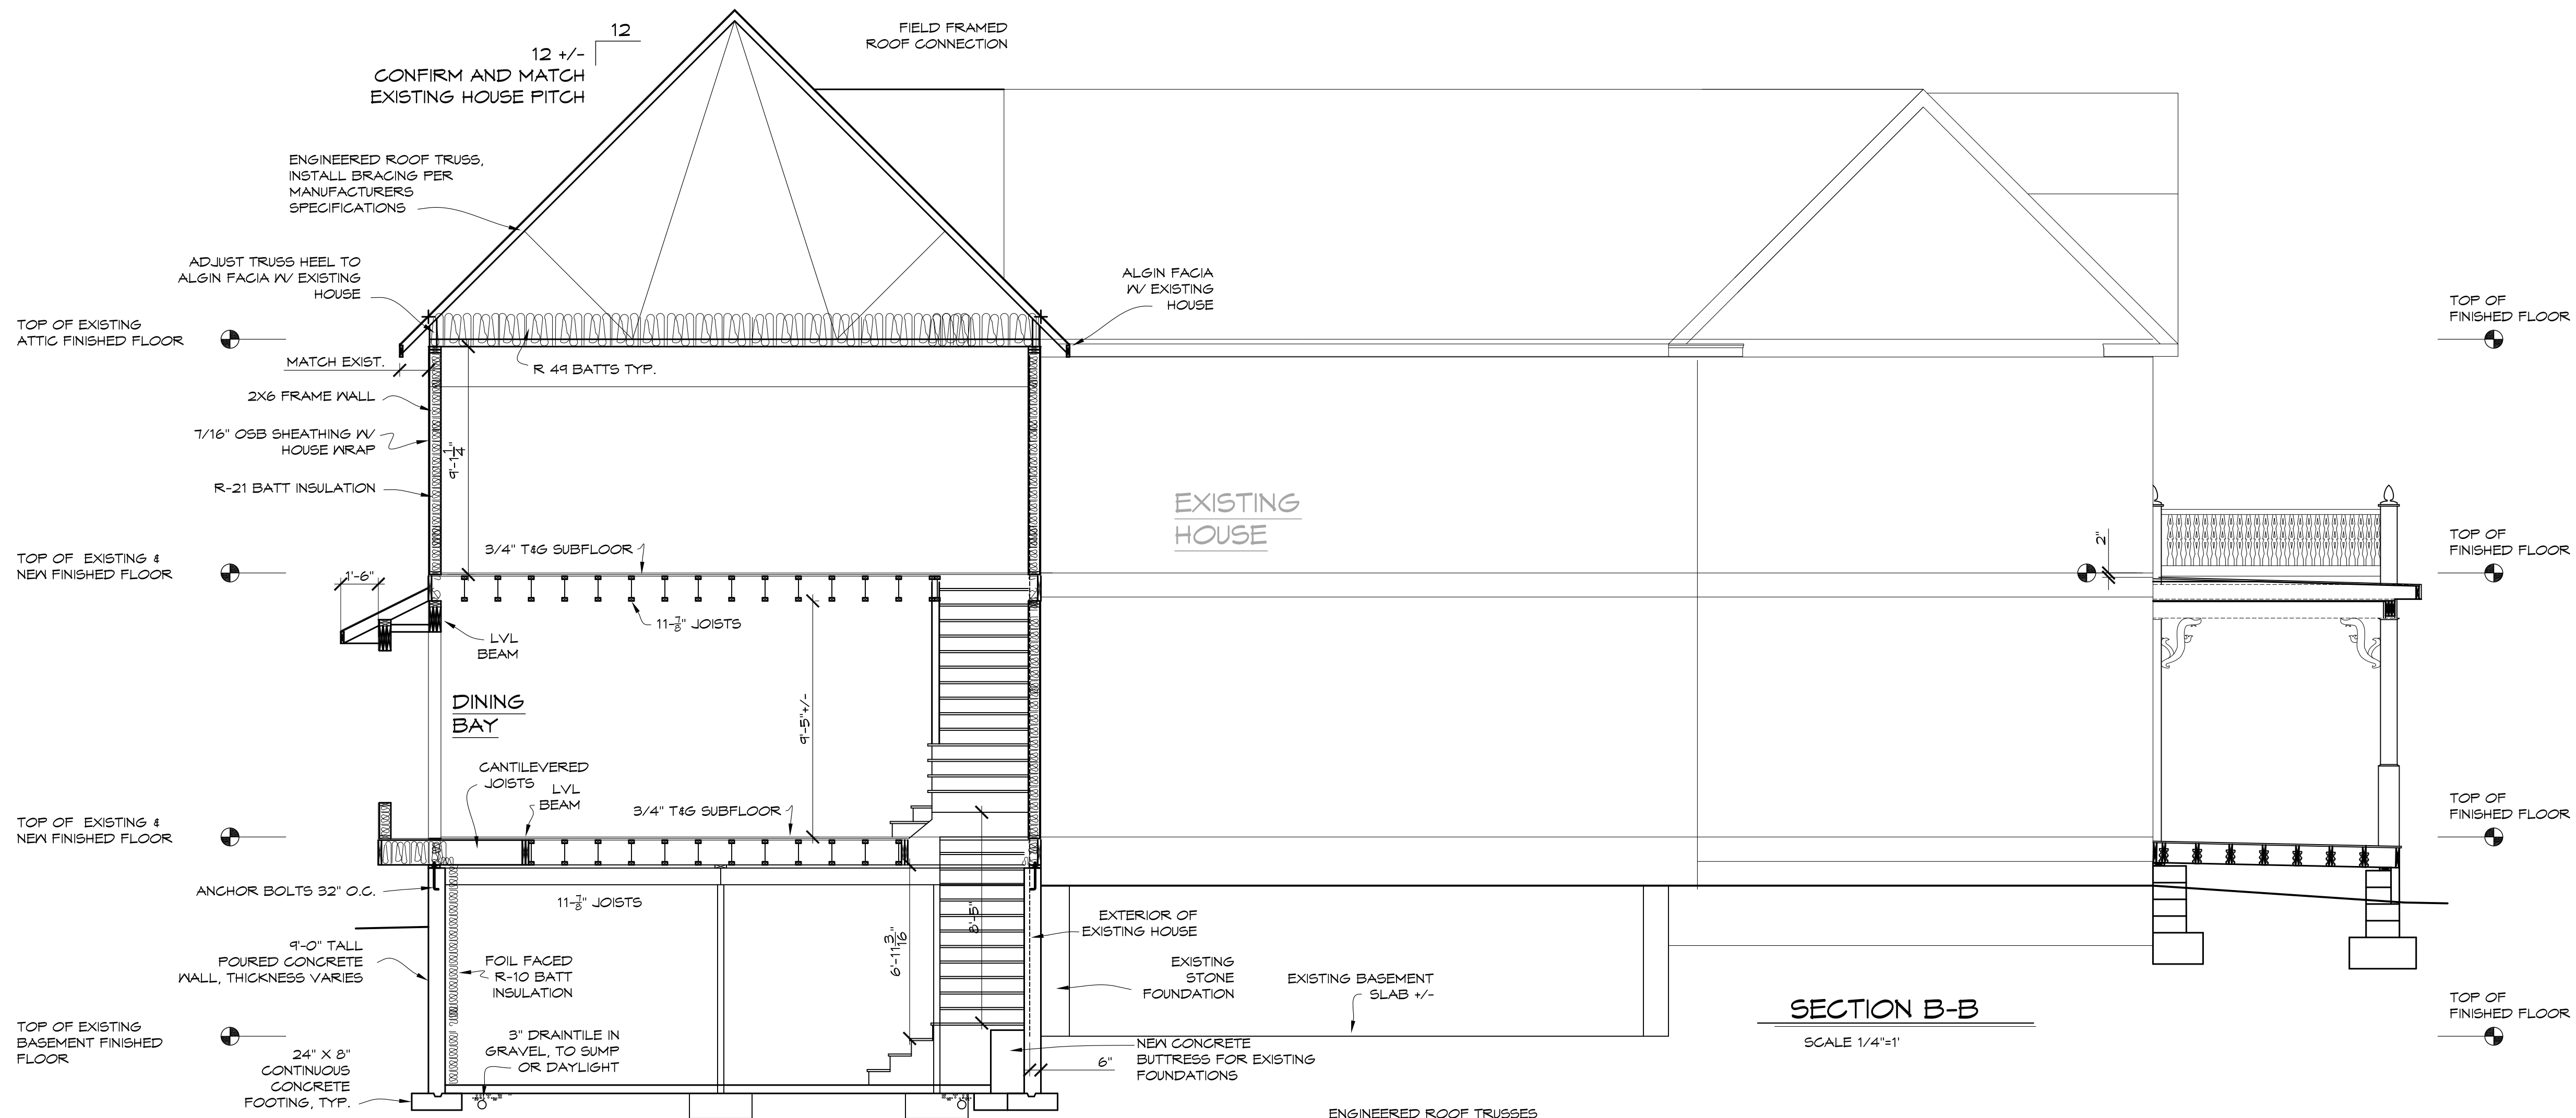 12
12 +/-
CONFIRM AND MATCH
EXISTING HOUSE PITCH
FIELD FRAMED
ROOF CONNECTION
ENGINEERED ROOF TRUSS,
INSTALL BRACING PER
MANUFACTURERS
SPECIFICATIONS
ADJUST TRUSS HEEL TO
ALGIN FACIA W/ EXISTING
HOUSE
ALGIN FACIA
W/ EXISTING
HOUSE
TOP OF EXISTING
ATTIC FINISHED FLOOR
TOP OF
FINISHED FLOOR
MATCH EXIST.
R 49 BATTS TYP.
2X6 FRAME WALL
7/16" OSB SHEATHING W/
HOUSE WRAP
9'-1 1/4"
R-21 BATT INSULATION
EXISTING
HOUSE
3/4" T&G SUBFLOOR
TOP OF EXISTING &
NEW FINISHED FLOOR
1'-6"
2"
TOP OF
FINISHED FLOOR
11-7/8" JOISTS
LVL
BEAM
DINING
BAY
9'-5"+/-
CANTILEVERED
JOISTS
LVL
BEAM
3/4" T&G SUBFLOOR
TOP OF EXISTING &
NEW FINISHED FLOOR
TOP OF
FINISHED FLOOR
ANCHOR BOLTS 32" O.C.
11-7/8" JOISTS
8'-5"
6'-11 3/16"
EXTERIOR OF
EXISTING HOUSE
9'-0" TALL
POURED CONCRETE
WALL, THICKNESS VARIES
FOIL FACED
R-10 BATT
INSULATION
EXISTING
STONE
FOUNDATION
EXISTING BASEMENT
SLAB +/-
SECTION B-B
SCALE 1/4"=1'
TOP OF EXISTING
BASEMENT FINISHED
FLOOR
TOP OF
FINISHED FLOOR
3" DRAINTILE IN
GRAVEL, TO SUMP
OR DAYLIGHT
24" X 8"
CONTINUOUS
CONCRETE
FOOTING, TYP.
6"
NEW CONCRETE
BUTTRESS FOR EXISTING
FOUNDATIONS
ENGINEERED ROOF TRUSSES